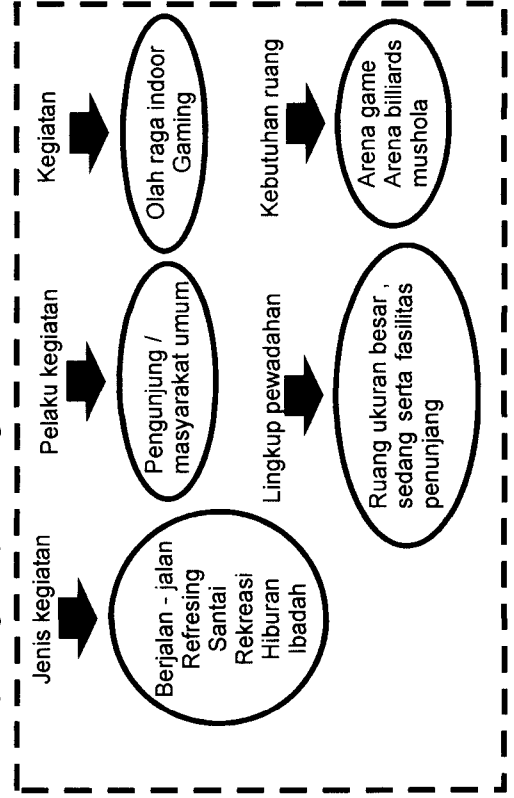 Jenis kegiatan
Berjalan - jalan
Refresing
Santai
Rekreasi
Hiburan
Ibadah
Pelaku kegiatan
Pengunjung /
masyarakat umum
Kegiatan
Olah raga indoor
Gaming
Lingkup pewadahan
Ruang ukuran besar ,
sedang serta fasilitas
penunjang
Kebutuhan ruang
Arena game
Arena billiards
mushola